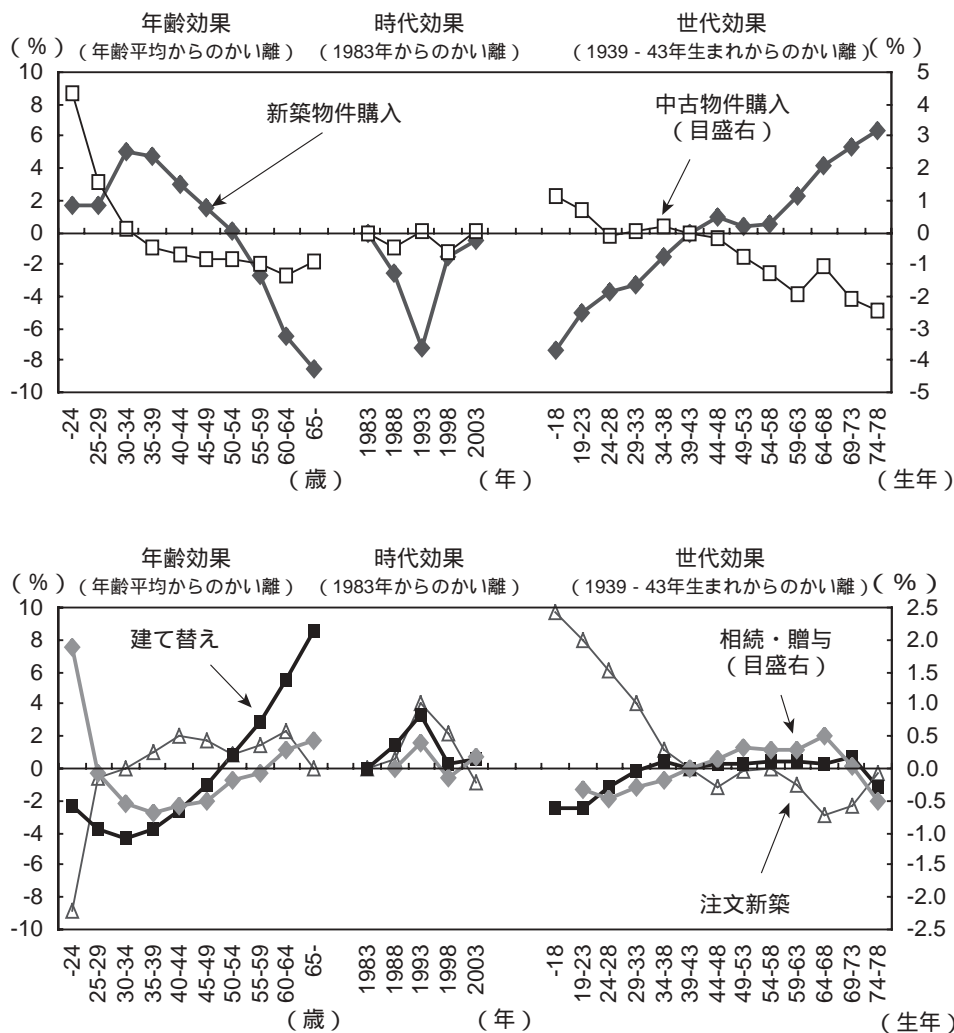 年齢効果 時代効果 世代効果
(%) (年齢平均からのかい離) (1983年からのかい離) (1939 - 43年生まれからのかい離) (%)
10 5
8 4
6 3
4 2
2 1
0 0
-2 -1
-4 -2
-6 -3
-8 -4
-10 -5
新築物件購入
中古物件購入
(目盛右)
-24 25-29 30-34 35-39 40-44 45-49 50-54 55-59 60-64 65- 1983 1988 1993 1998 2003 -18 19-23 24-28 29-33 34-38 39-43 44-48 49-53 54-58 59-63 64-68 69-73 74-78
(歳) (年) (生年)
年齢効果 時代効果 世代効果
(%) (年齢平均からのかい離) (1983年からのかい離) (1939 - 43年生まれからのかい離) (%)
10 2.5
8 2.0
6 1.5
4 1.0
2 0.5
0 0.0
-2 -0.5
-4 -1.0
-6 -1.5
-8 -2.0
-10 -2.5
建て替え
相続・贈与
(目盛右)
注文新築
-24 25-29 30-34 35-39 40-44 45-49 50-54 55-59 60-64 65- 1983 1988 1993 1998 2003 -18 19-23 24-28 29-33 34-38 39-43 44-48 49-53 54-58 59-63 64-68 69-73 74-78
(歳) (年) (生年)